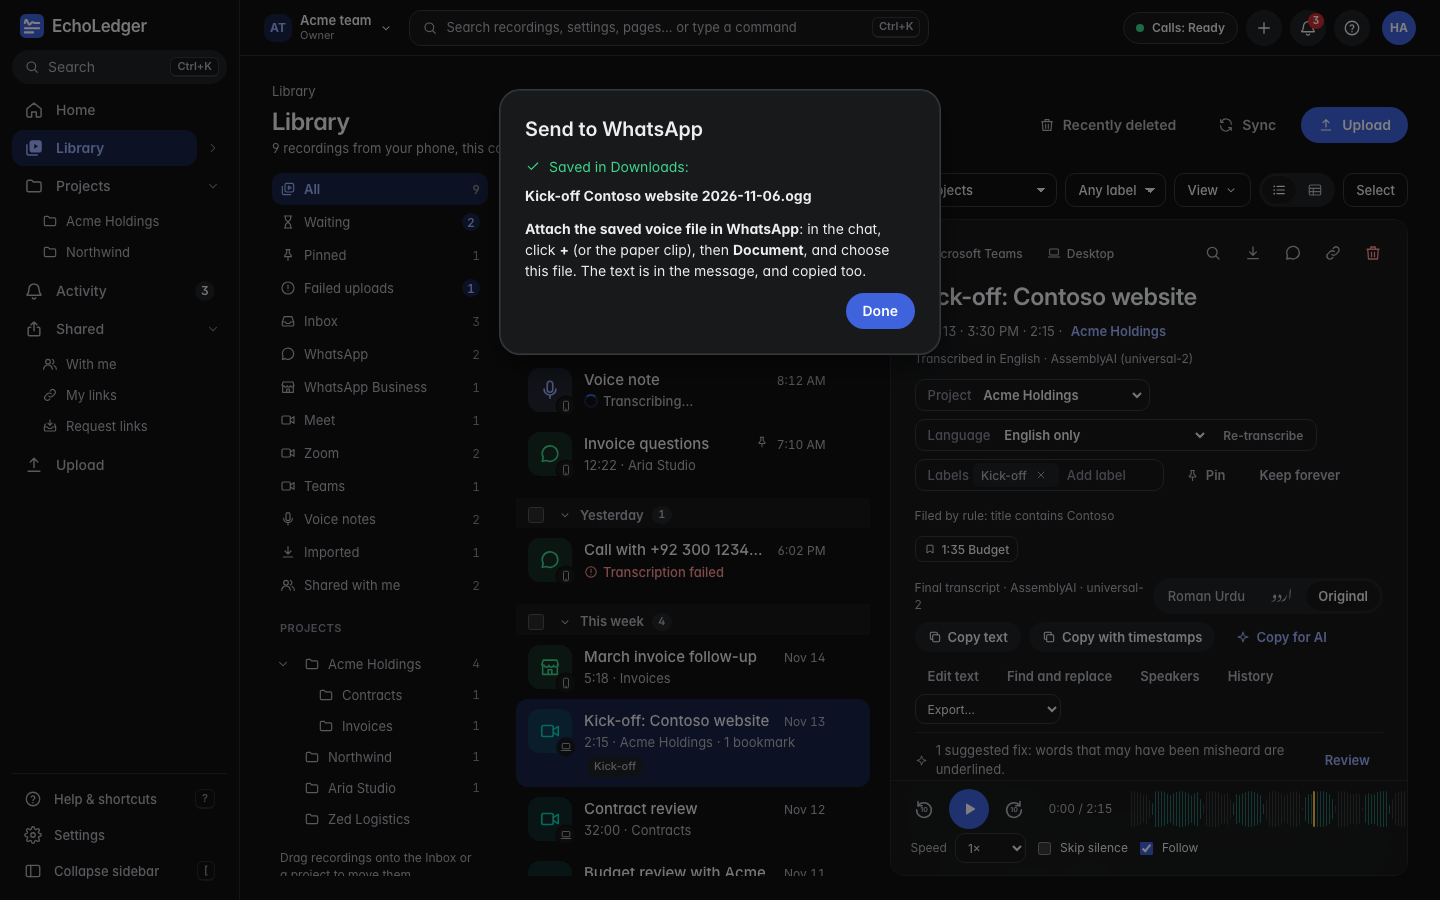 EchoLedger
Search Ctrl+K
Home
Library
Projects
Acme Holdings
Northwind
Activity 3
Shared
With me
My links
Request links
Upload
Help & shortcuts ?
Settings
Collapse sidebar [
AT Acme team
Owner
Search recordings, settings, pages... or type a command Ctrl+K
Calls: Ready
3
HA
Library
Library
9 recordings from your phone, this co
Recently deleted
Sync
Upload
All 9
Waiting 2
Pinned 1
Failed uploads 1
Inbox 3
WhatsApp 2
WhatsApp Business 1
Meet 1
Zoom 2
Teams 1
Voice notes 2
Imported 1
Shared with me 2
PROJECTS
Acme Holdings 4
Contracts 1
Invoices 1
Northwind 1
Aria Studio 1
Zed Logistics
Drag recordings onto the Inbox or
a project to move them
Send to WhatsApp
Saved in Downloads:
Kick-off Contoso website 2026-11-06.ogg
Attach the saved voice file in WhatsApp: in the chat,
click + (or the paper clip), then Document, and choose
this file. The text is in the message, and copied too.
Done
ojects
Any label
View
Select
Voice note 8:12 AM
Transcribing...
Invoice questions 7:10 AM
12:22 · Aria Studio
Yesterday 1
Call with +92 300 1234... 6:02 PM
Transcription failed
This week 4
March invoice follow-up Nov 14
5:18 · Invoices
Kick-off: Contoso website Nov 13
2:15 · Acme Holdings · 1 bookmark
Kick-off
Contract review Nov 12
32:00 · Contracts
Budget review with Acme Nov 11
crosoft Teams Desktop
ck-off: Contoso website
13 · 3:30 PM · 2:15 · Acme Holdings
Transcribed in English · AssemblyAI (universal-2)
Project Acme Holdings
Language English only Re-transcribe
Labels Kick-off × Add label Pin Keep forever
Filed by rule: title contains Contoso
1:35 Budget
Final transcript · AssemblyAI · universal-
2
Roman Urdu اردو Original
Copy text Copy with timestamps Copy for AI
Edit text Find and replace Speakers History
Export...
1 suggested fix: words that may have been misheard are
underlined.
Review
10 10 0:00 / 2:15
Speed 1× Skip silence Follow